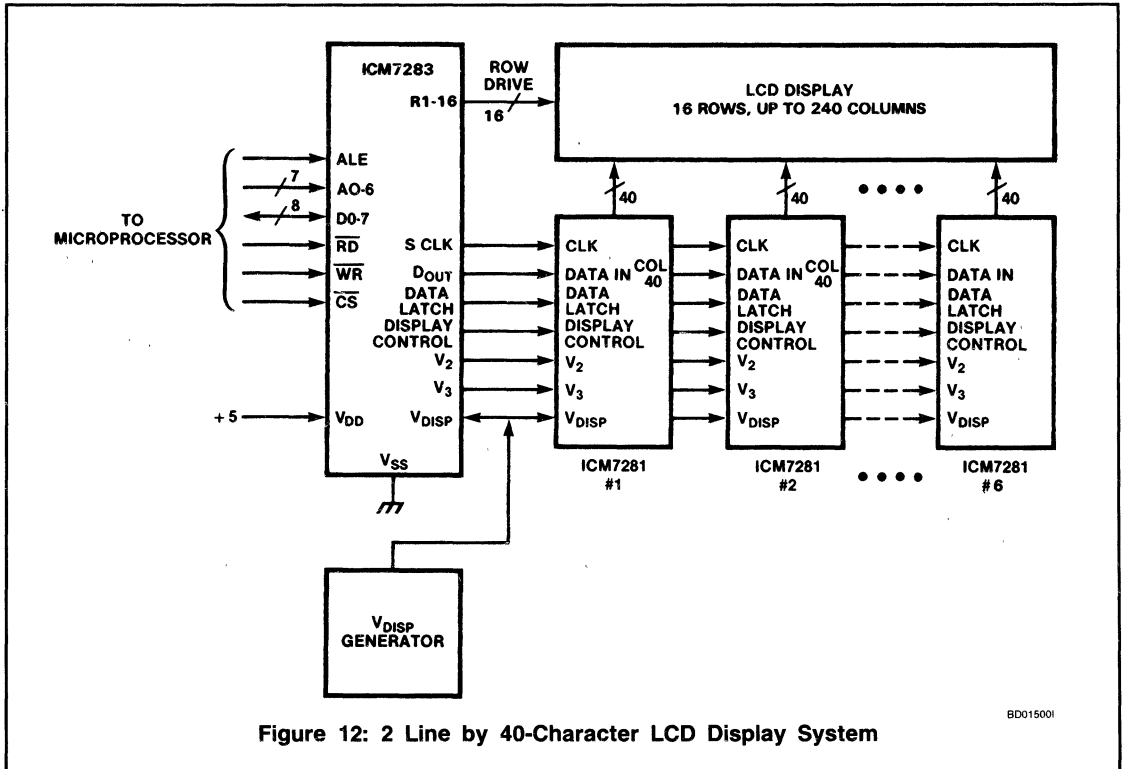 ICM7283
ROW
DRIVE
R1-16
16
LCD DISPLAY
16 ROWS, UP TO 240 COLUMNS
TO
MICROPROCESSOR
ALE
7
AO-6
8
D0-7
RD
WR
CS
+5
VDD
VSS
S CLK
DOUT
DATA
LATCH
DISPLAY
CONTROL
V2
V3
VDISP
40
CLK
DATA IN
COL
40
DATA
LATCH
DISPLAY
CONTROL
V2
V3
VDISP
ICM7281
#1
40
CLK
DATA IN
COL
40
DATA
LATCH
DISPLAY
CONTROL
V2
V3
VDISP
ICM7281
#2
40
CLK
DATA IN
DATA
LATCH
DISPLAY
CONTROL
V2
V3
VDISP
ICM7281
#6
VDISP
GENERATOR
BD01500I
Figure 12: 2 Line by 40-Character LCD Display System